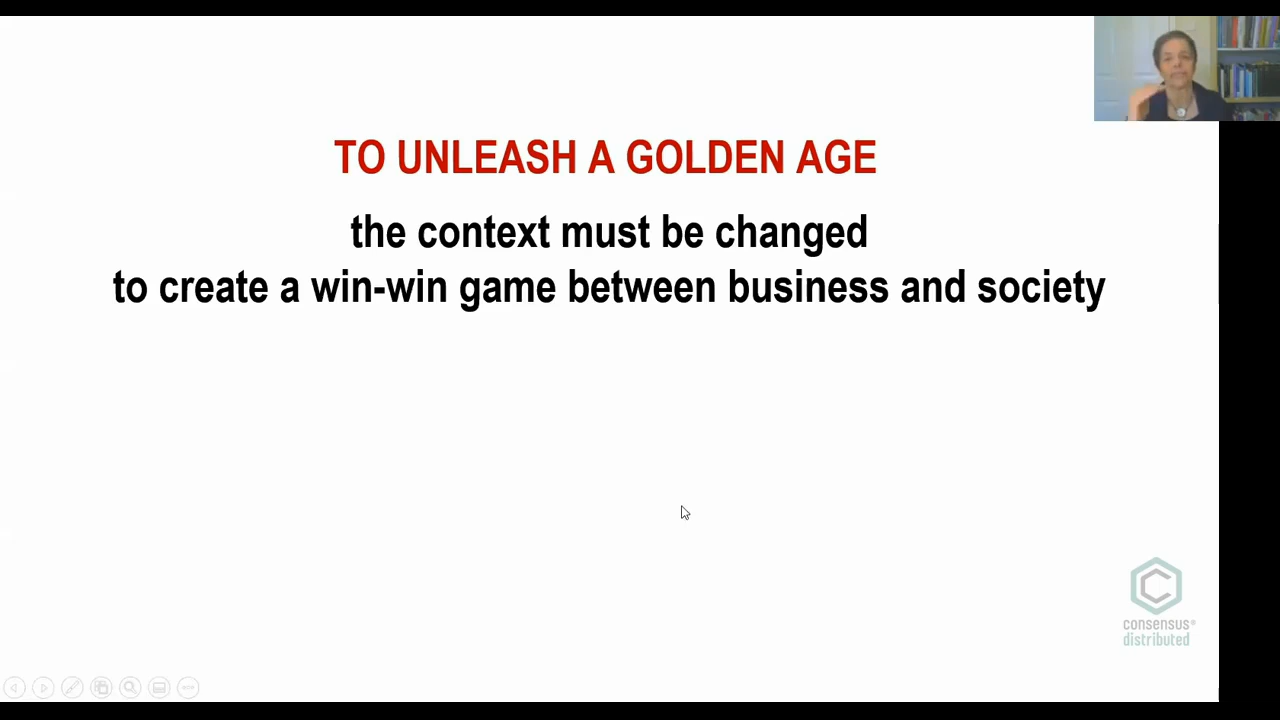 TO UNLEASH A GOLDEN AGE
the context must be changed
to create a win-win game between business and society
consensus®
distributed